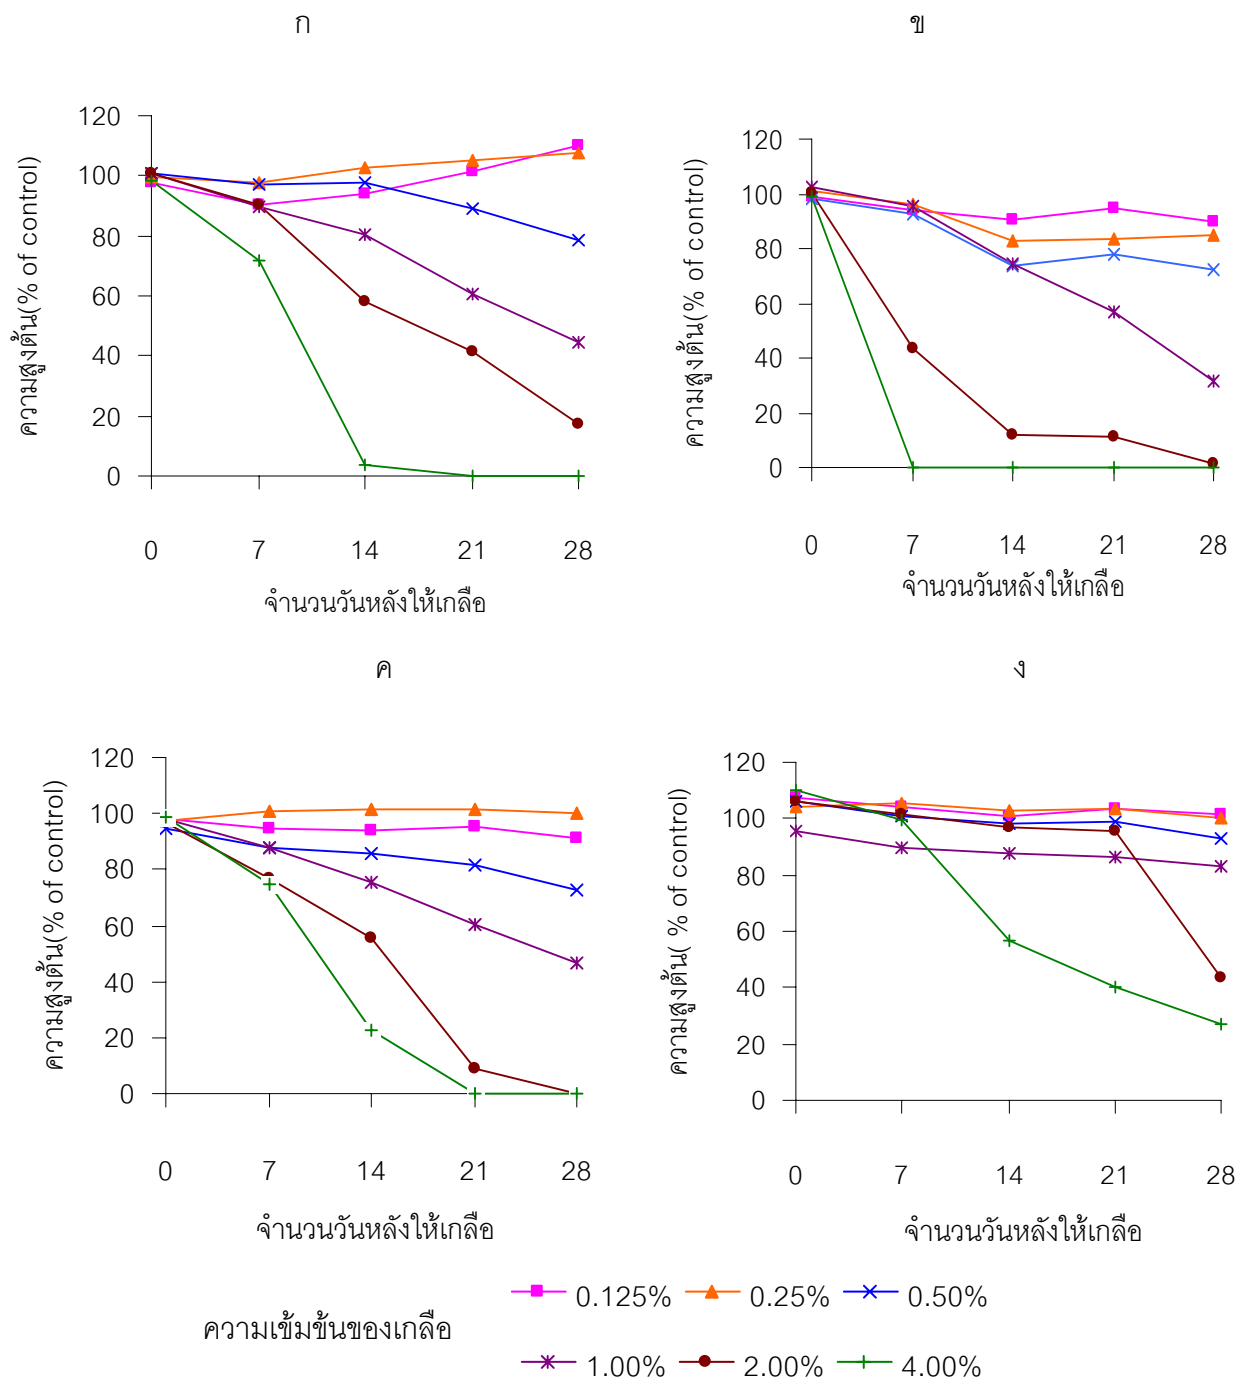 ก
ข
120
100
80
60
40
20
0
ความสูงต้น(% of control)
0 7 14 21 28
จำนวนวันหลังให้เกลือ
120
100
80
60
40
20
0
ความสูงต้น(% of control)
0 7 14 21 28
จำนวนวันหลังให้เกลือ
ค
ง
120
100
80
60
40
20
0
ความสูงต้น(% of control)
0 7 14 21 28
จำนวนวันหลังให้เกลือ
120
100
80
60
40
20
0
ความสูงต้น( % of control)
0 7 14 21 28
จำนวนวันหลังให้เกลือ
ความเข้มข้นของเกลือ
0.125% 0.25% 0.50%
1.00% 2.00% 4.00%